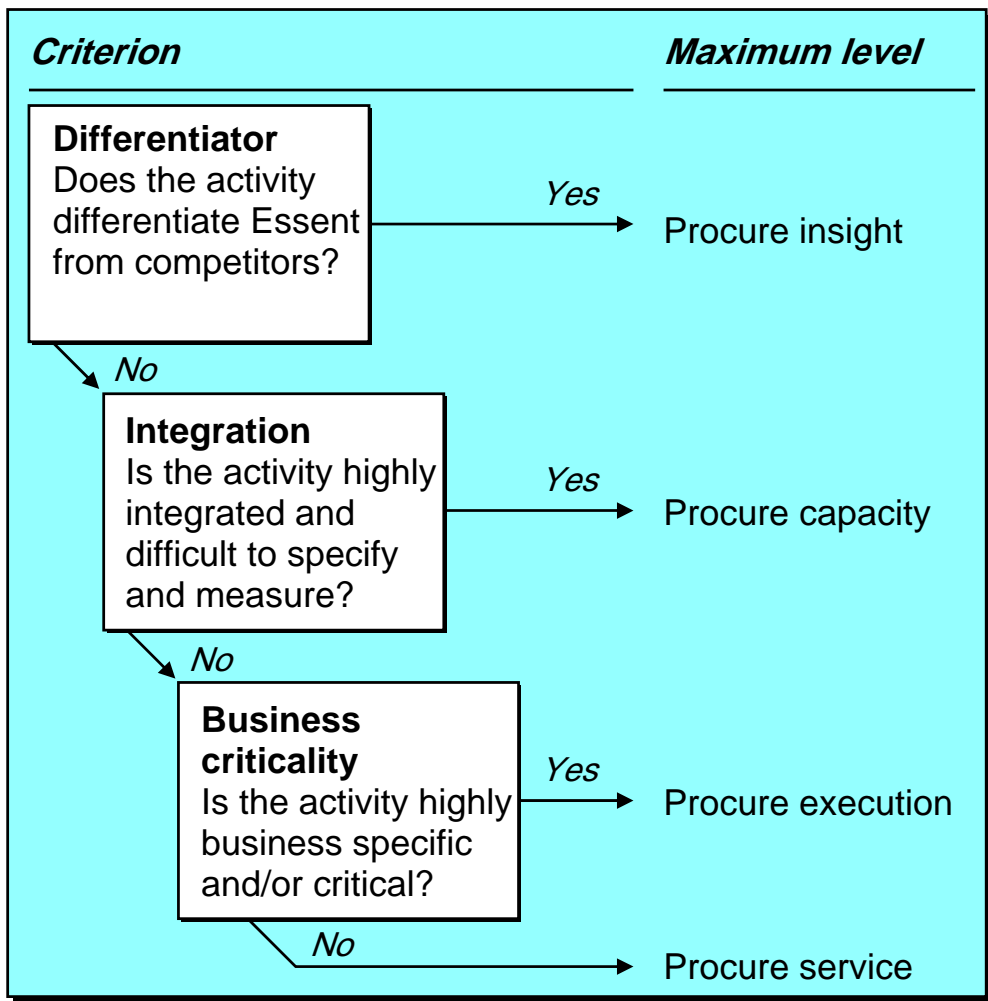 Criterion
Maximum level
Differentiator
Does the activity
differentiate Essent
from competitors?
Yes
Procure insight
No
Integration
Is the activity highly
integrated and
difficult to specify
and measure?
Yes
Procure capacity
No
Business
criticality
Is the activity highly
business specific
and/or critical?
Yes
Procure execution
No
Procure service